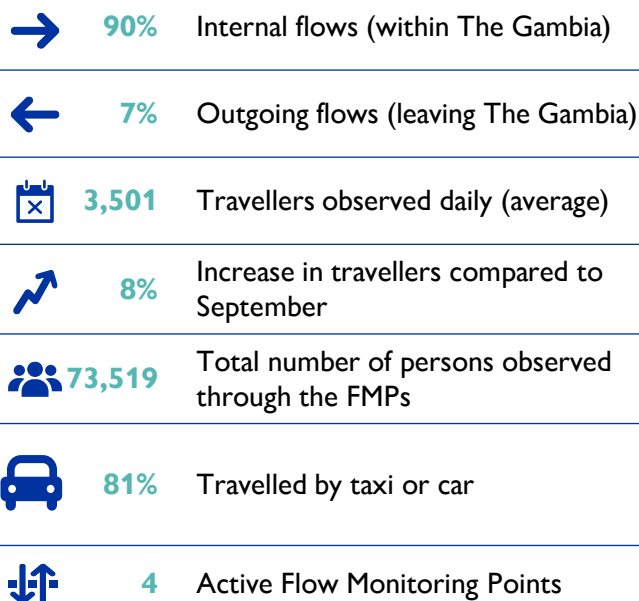 90% Internal flows (within The Gambia)
7% Outgoing flows (leaving The Gambia)
3,501 Travellers observed daily (average)
8% Increase in travellers compared to
September
73,519 Total number of persons observed
through the FMPs
81% Travelled by taxi or car
4 Active Flow Monitoring Points